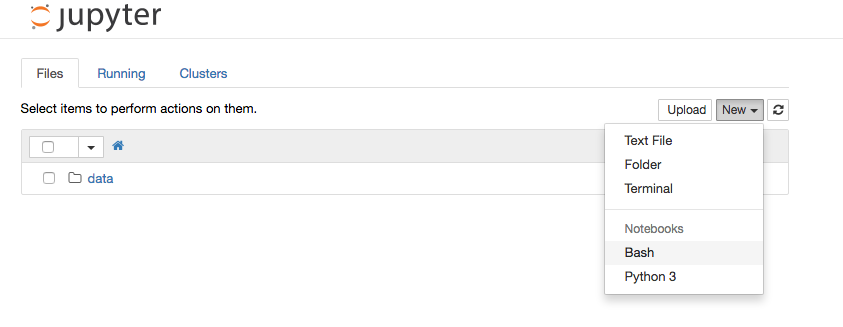 jupyter
Files Running Clusters
Select items to perform actions on them.
Upload New
Text File
Folder
Terminal
Notebooks
Bash
Python 3
data